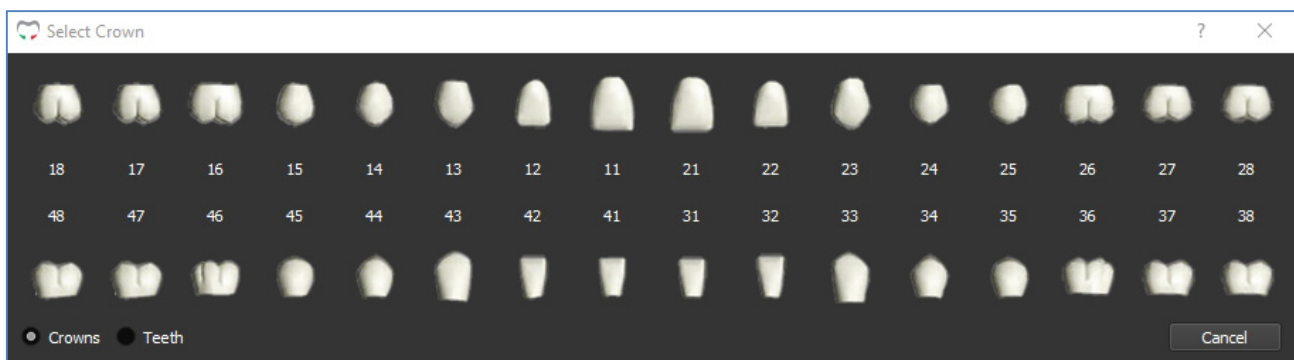 Select Crown
18 17 16 15 14 13 12 11 21 22 23 24 25 26 27 28
48 47 46 45 44 43 42 41 31 32 33 34 35 36 37 38
Crowns Teeth Cancel